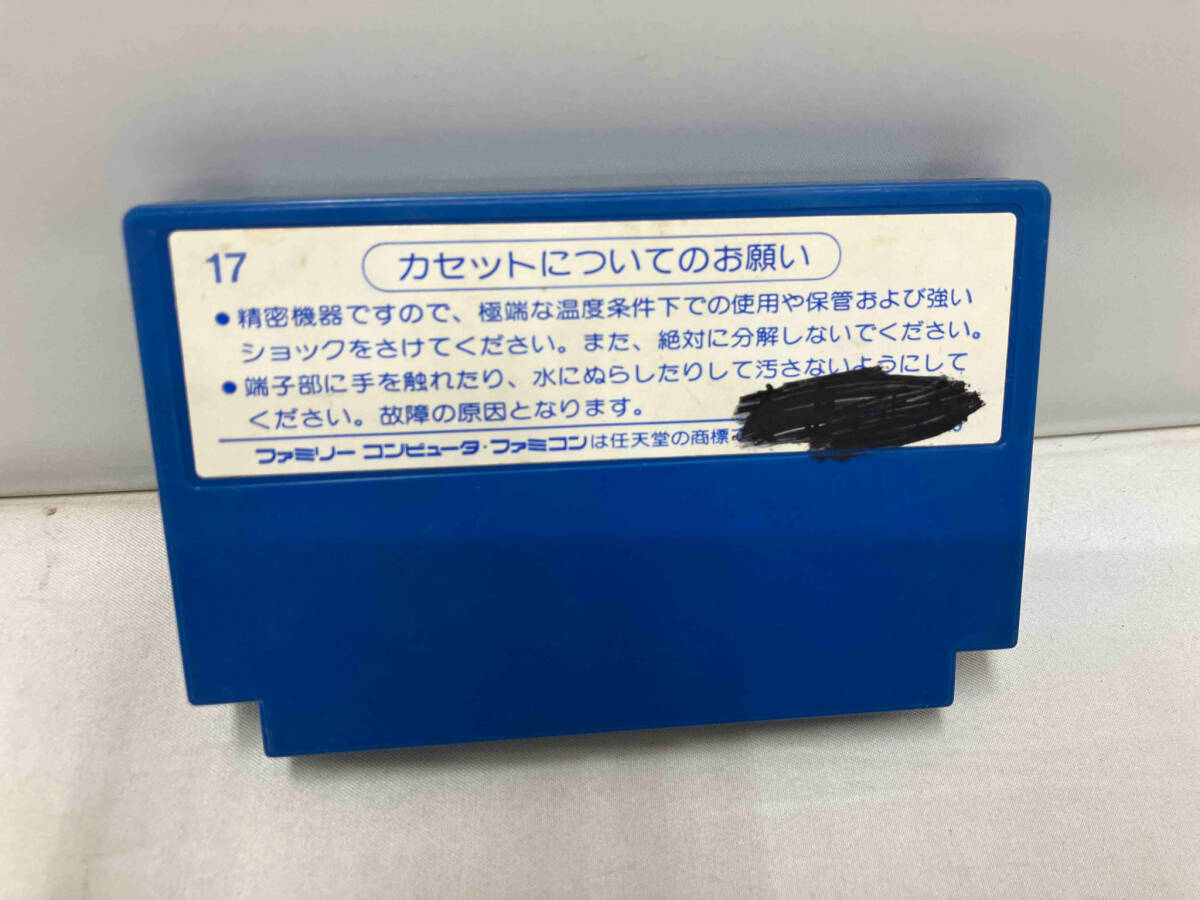 17
カセットについてのお願い
●精密機器ですので、極端な温度条件下での使用や保管および強い
ショックをさけてください。また、絶対に分解しないでください。
●端子部に手を触れたり、水にぬらしたりして汚さないようにして
ください。故障の原因となります。
ファミリー コンピュータ・ファミコンは任天堂の商標